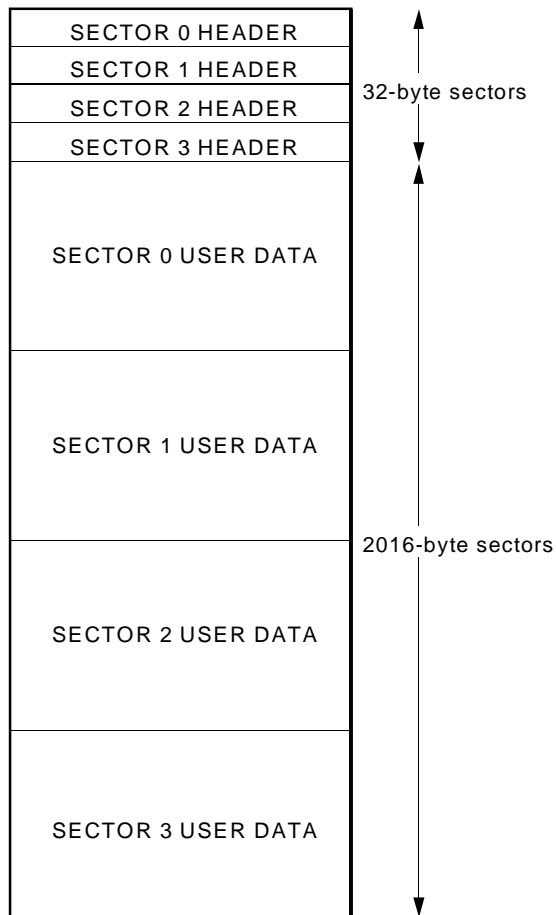 SECTOR 0 HEADER
SECTOR 1 HEADER
32-byte sectors
SECTOR 2 HEADER
SECTOR 3 HEADER
SECTOR 0 USER DATA
SECTOR 1 USER DATA
2016-byte sectors
SECTOR 2 USER DATA
SECTOR 3 USER DATA